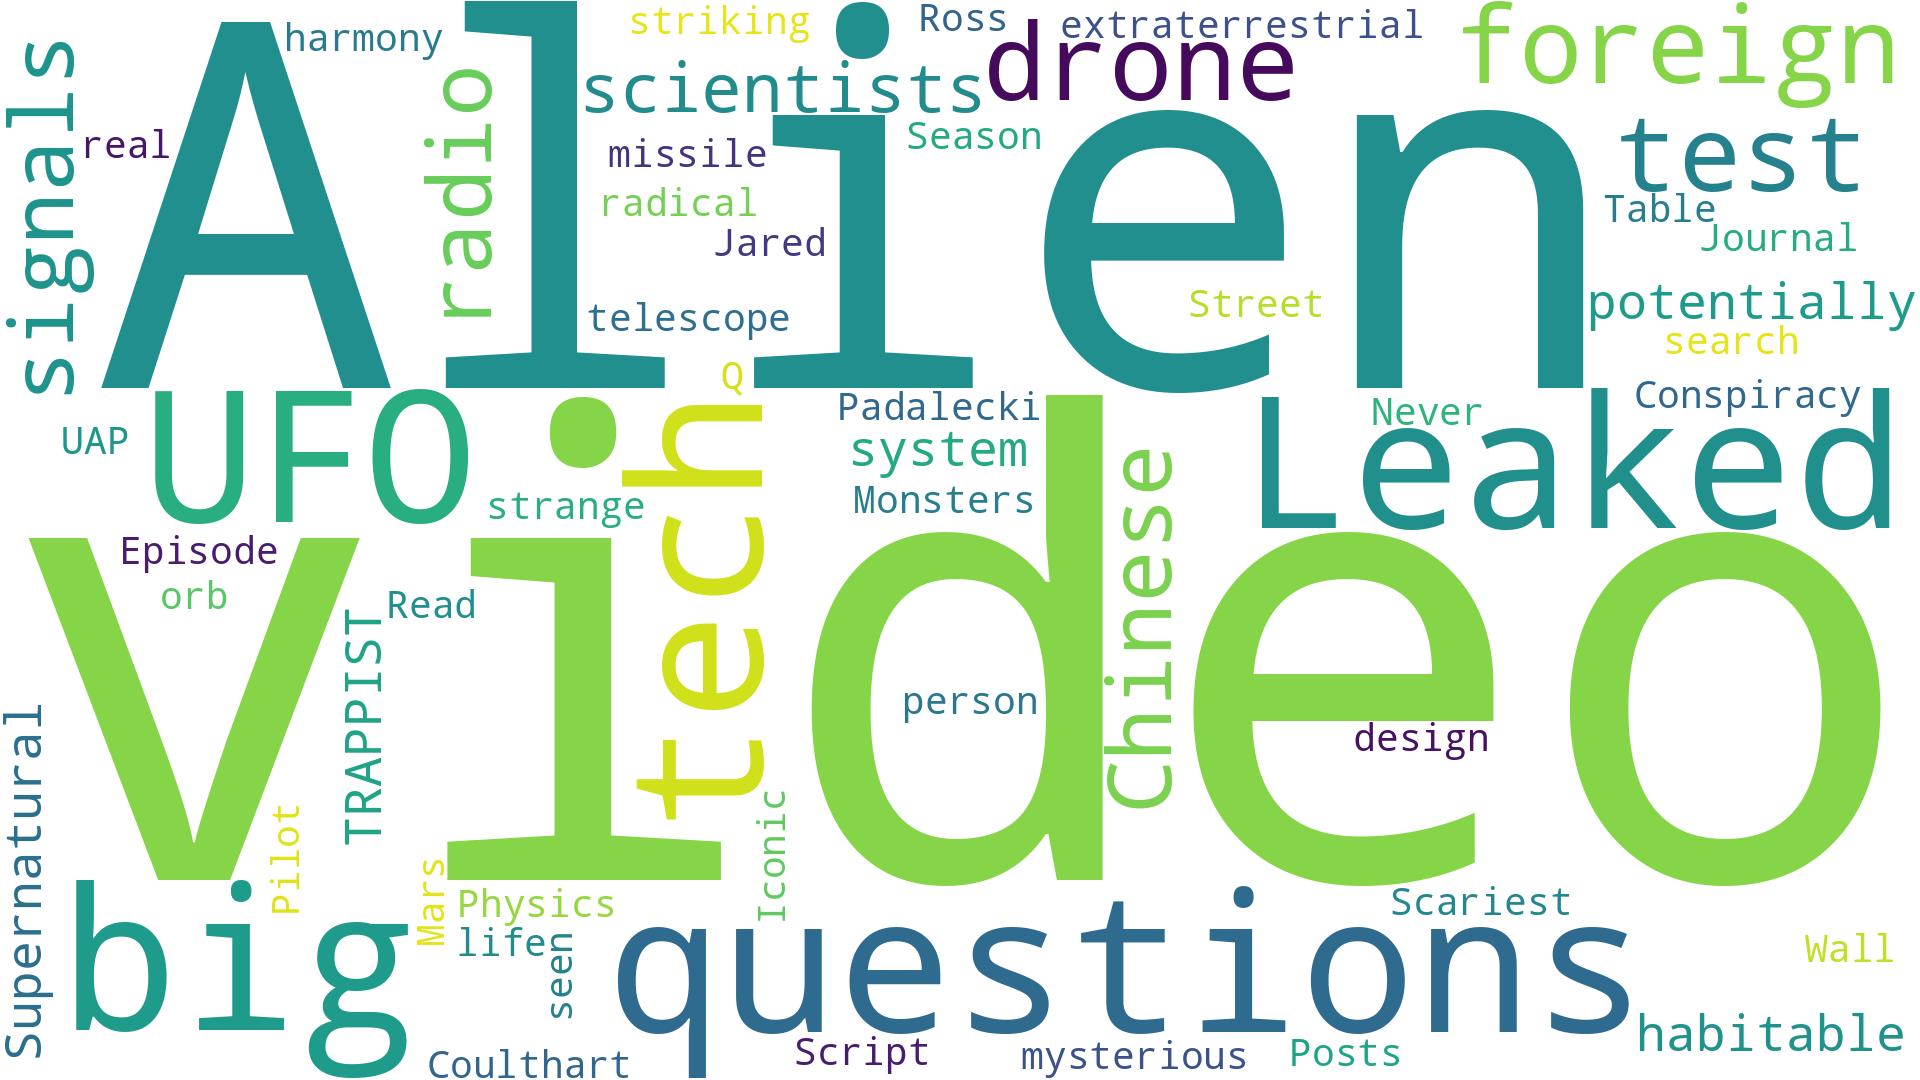 harmony
striking
Ross
extraterrestrial
foreign
signals
Alien
radio
scientists
drone
real
missile
Season
test
radical
Table
Jared
Journal
telescope
Street
potentially
search
Q
Padalecki
Never
Conspiracy
UAP
UFO
tech
system
Leaked
strange
Monsters
Chinese
Episode
Video
orb
Read
TRAPPIST
person
design
Supernatural
Pilot
Iconic
Mars
big
Physics
questions
Scariest
lifen
seen
Wall
habitable
Coulthart
Script
mysterious
Posts